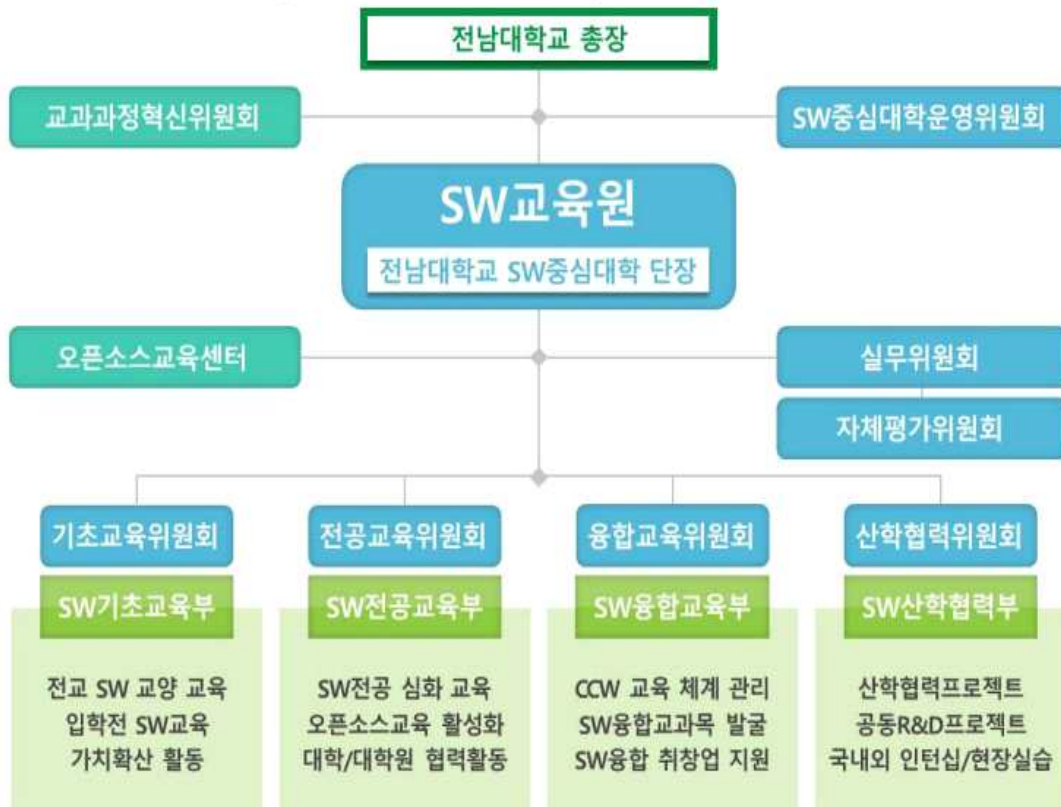 전남대학교 총장
교과과정혁신위원회
SW중심대학운영위원회
SW교육원
전남대학교 SW중심대학 단장
오픈소스교육센터
실무위원회
자체평가위원회
기초교육위원회
전공교육위원회
융합교육위원회
산학협력위원회
SW기초교육부
SW전공교육부
SW융합교육부
SW산학협력부
전교 SW 교양 교육
입학전 SW교육
가치확산 활동
SW전공 심화 교육
오픈소스교육 활성화
대학/대학원 협력활동
CCW 교육 체계 관리
SW융합교과목 발굴
SW융합 취창업 지원
산학협력프로젝트
공동R&D프로젝트
국내외 인턴십/현장실습